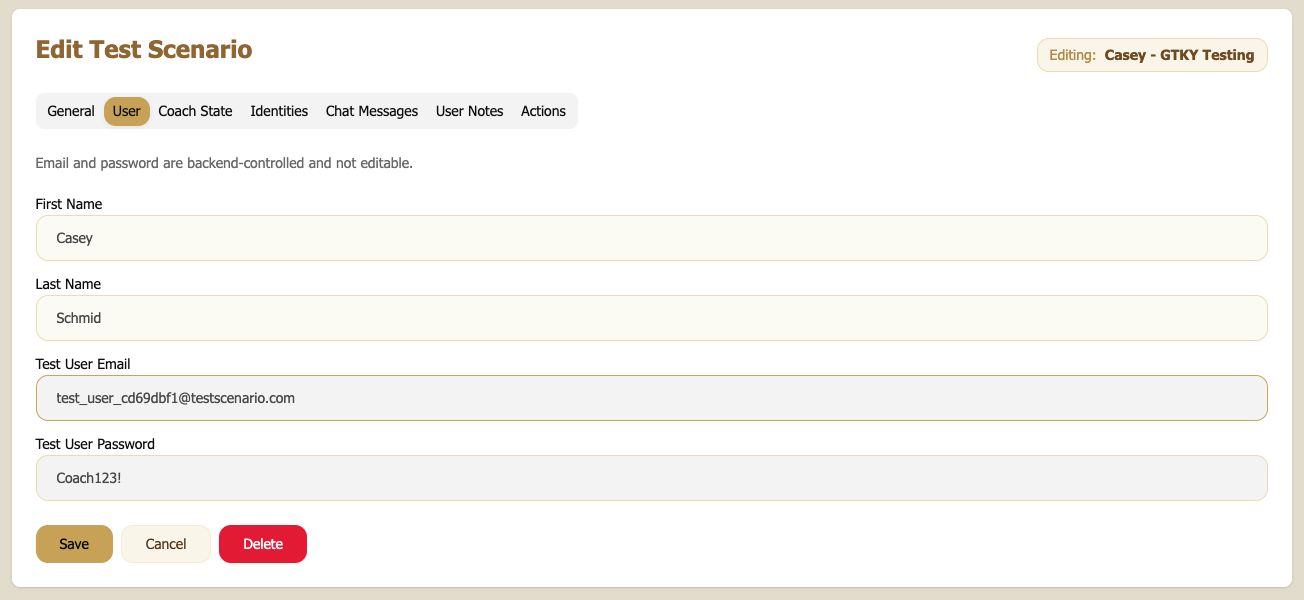 Edit Test Scenario
Editing: Casey - GTKY Testing
General User Coach State Identities Chat Messages User Notes Actions
Email and password are backend-controlled and not editable.
First Name
Casey
Last Name
Schmid
Test User Email
test_user_cd69dbf1@testscenario.com
Test User Password
Coach123!
Save Cancel Delete